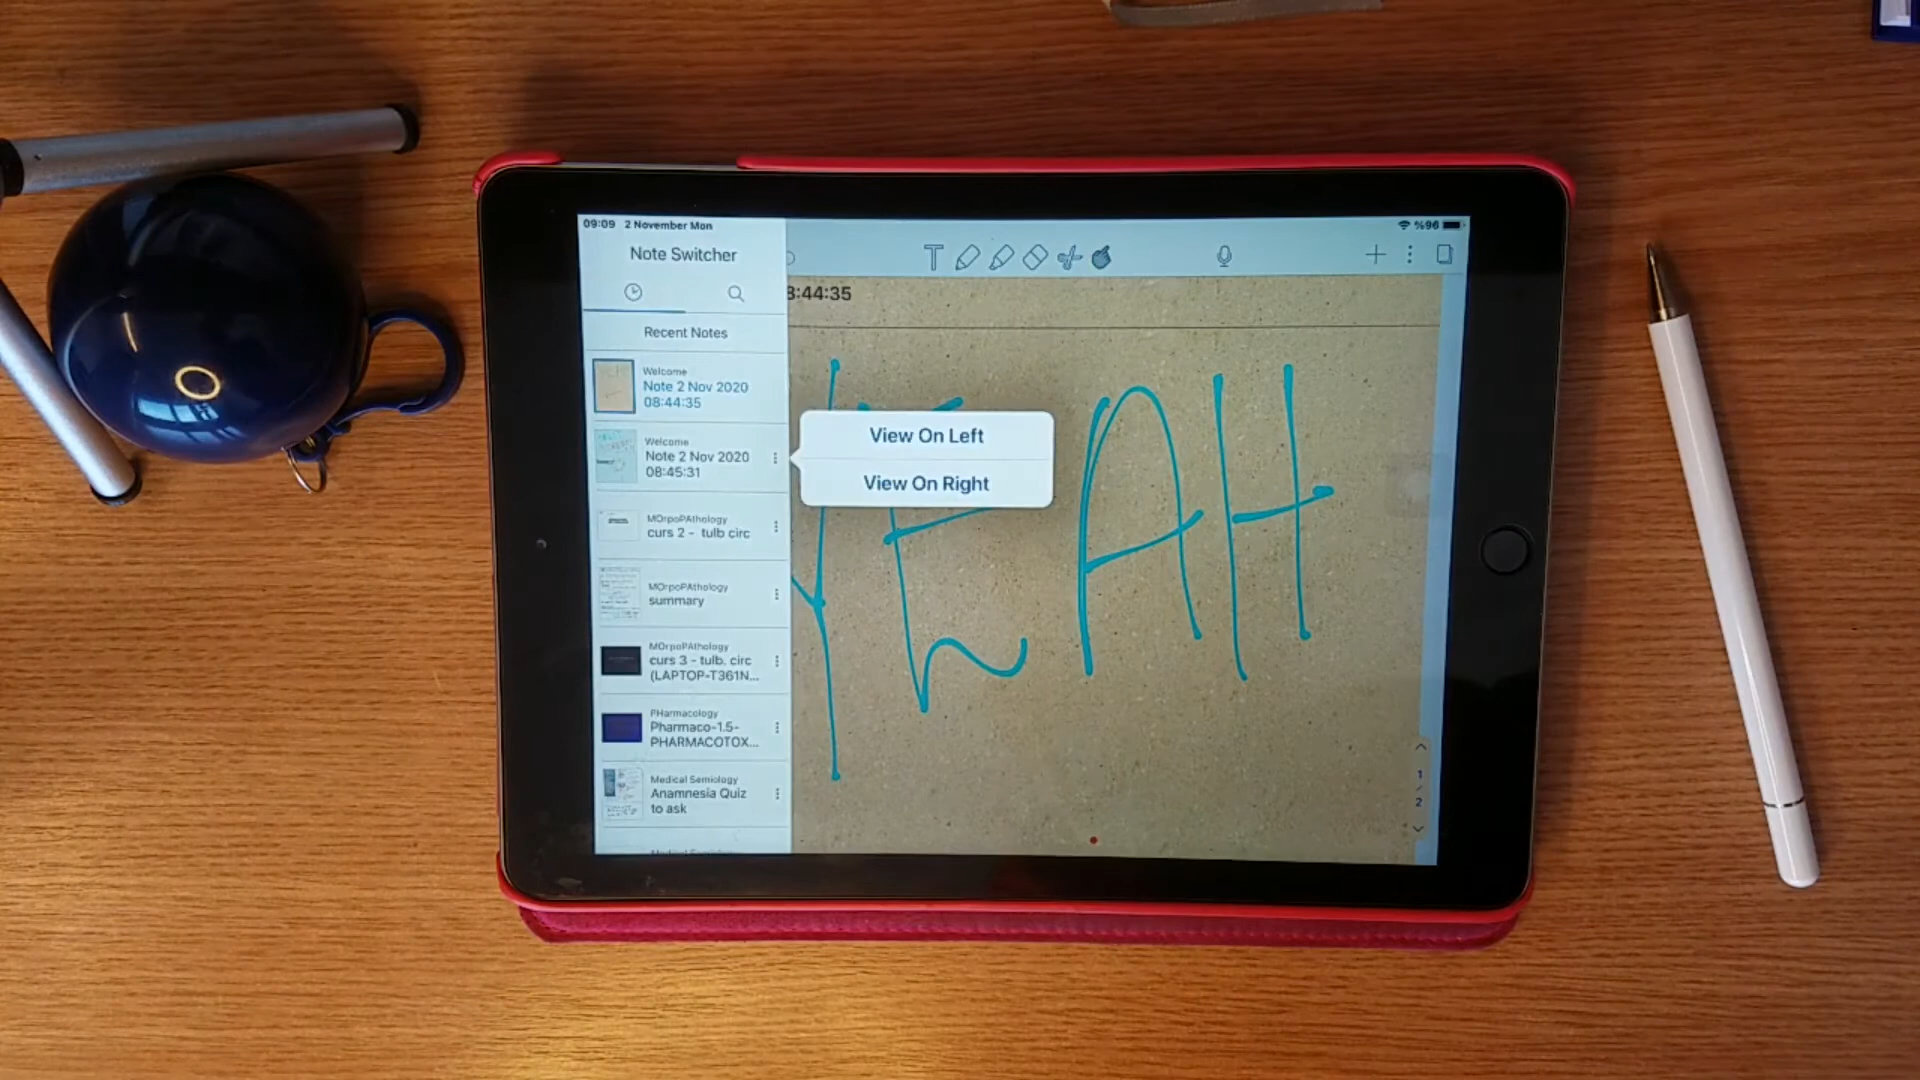 09:09 2 November Mon
%96
Note Switcher
T
8:44:35
Recent Notes
Welcome
Note 2 Nov 2020
08:44:35
Welcome
Note 2 Nov 2020
08:45:31
View On Left
View On Right
MOrpoPAthology
curs 2 - tulb circ
MOrpoPAthology
summary
MOrpoPAthology
curs 3 - tulb. circ
(LAPTOP-T361N...
PHarmacology
Pharmaco-1.5-
PHARMACOTOX...
Medical Semiology
Anamnesia Quiz
to ask
YEAH
1
/
2